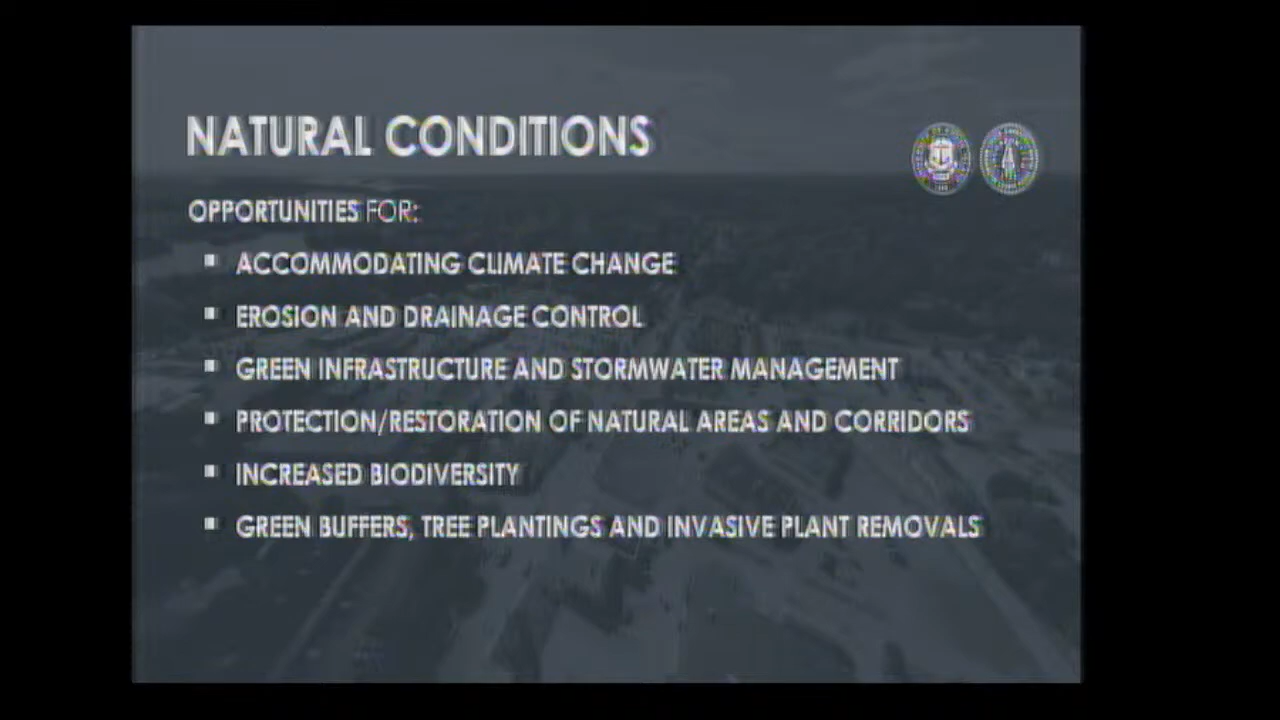 NATURAL CONDITIONS
OPPORTUNITIES FOR:
ACCOMMODATING CLIMATE CHANGE
EROSION AND DRAINAGE CONTROL
GREEN INFRASTRUCTURE AND STORMWATER MANAGEMENT
PROTECTION/RESTORATION OF NATURAL AREAS AND CORRIDORS
INCREASED BIODIVERSITY
GREEN BUFFERS, TREE PLANTINGS AND INVASIVE PLANT REMOVALS